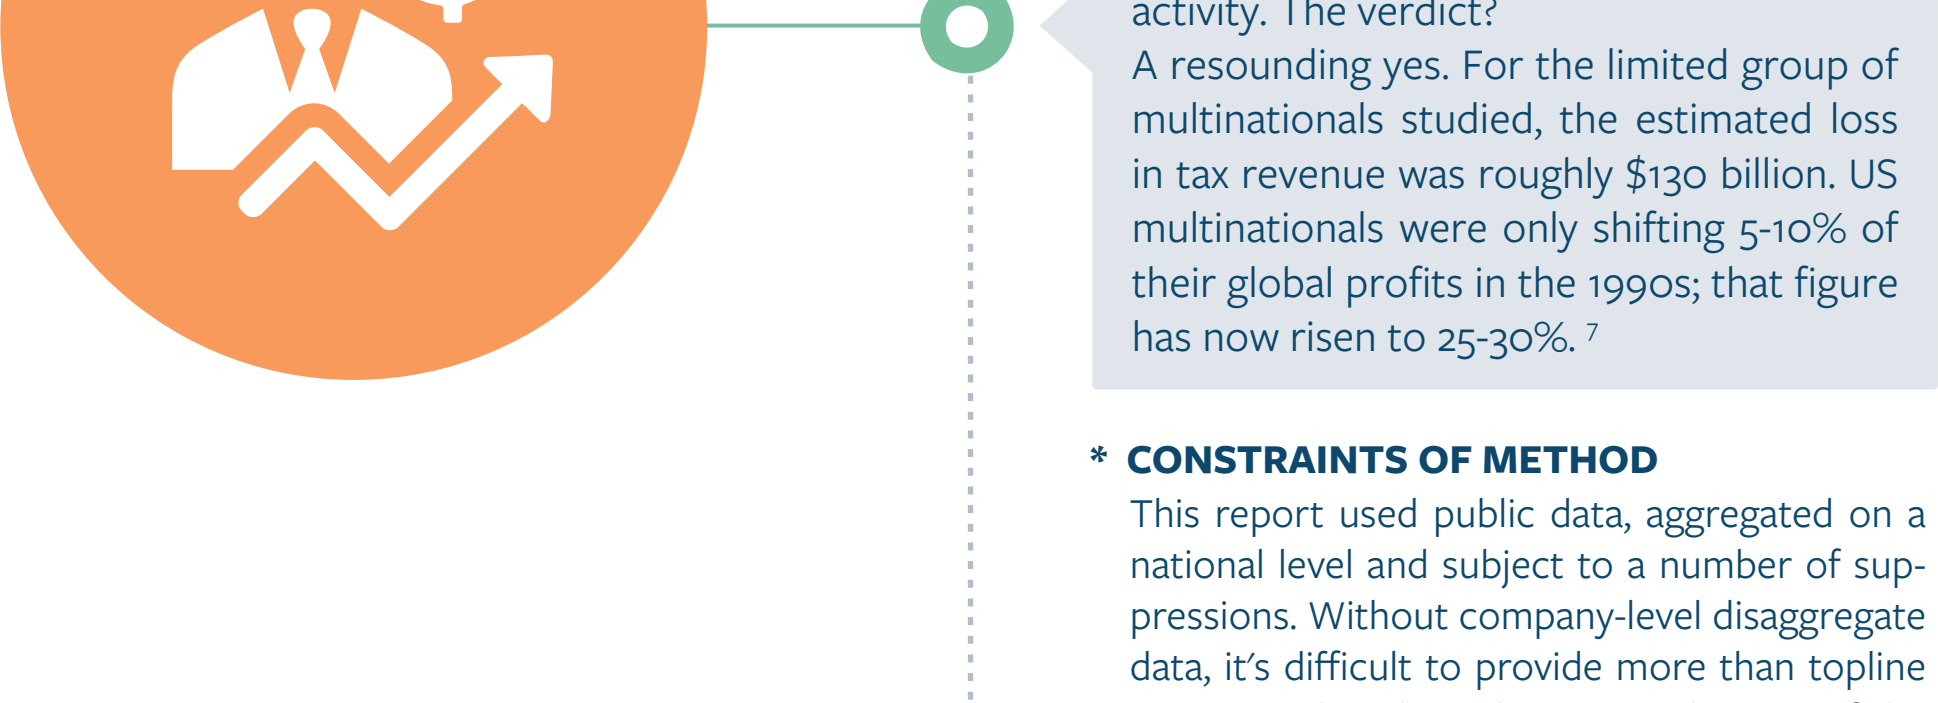 activity. The verdict?
A resounding yes. For the limited group of
multinationals studied, the estimated loss
in tax revenue was roughly $130 billion. US
multinationals were only shifting 5-10% of
their global profits in the 1990s; that figure
has now risen to 25-30%. 7
* CONSTRAINTS OF METHOD
This report used public data, aggregated on a
national level and subject to a number of sup-
pressions. Without company-level disaggregate
data, it's difficult to provide more than topline